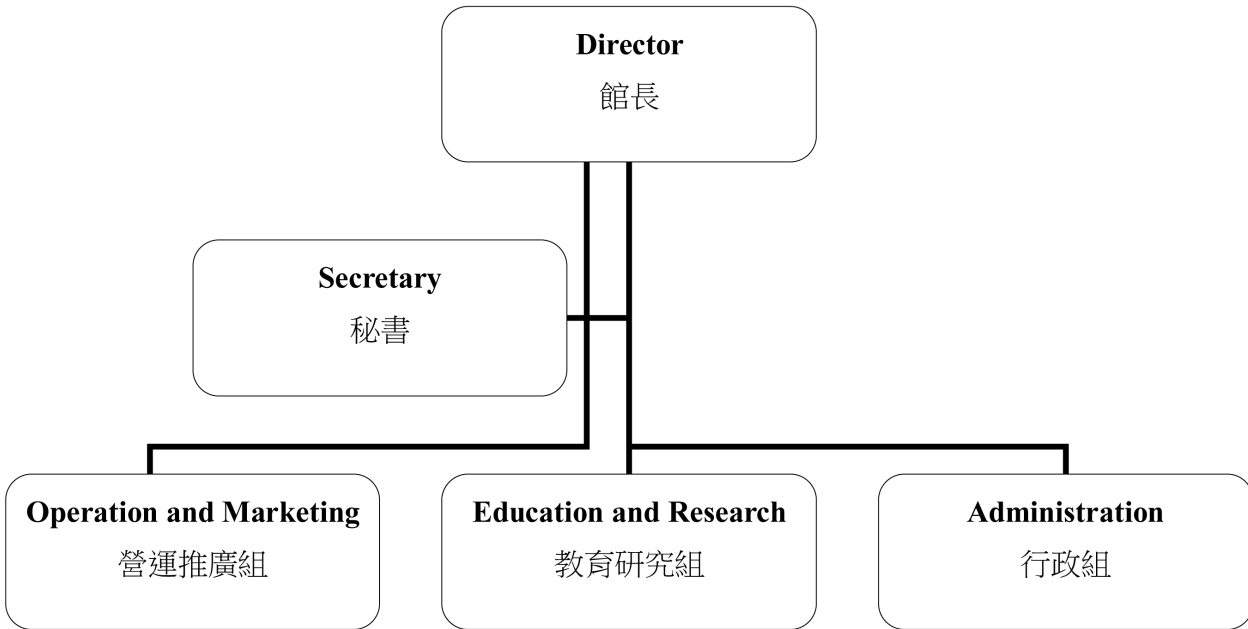 Director
館長
Secretary
秘書
Operation and Marketing
營運推廣組
Education and Research
教育研究組
Administration
行政組